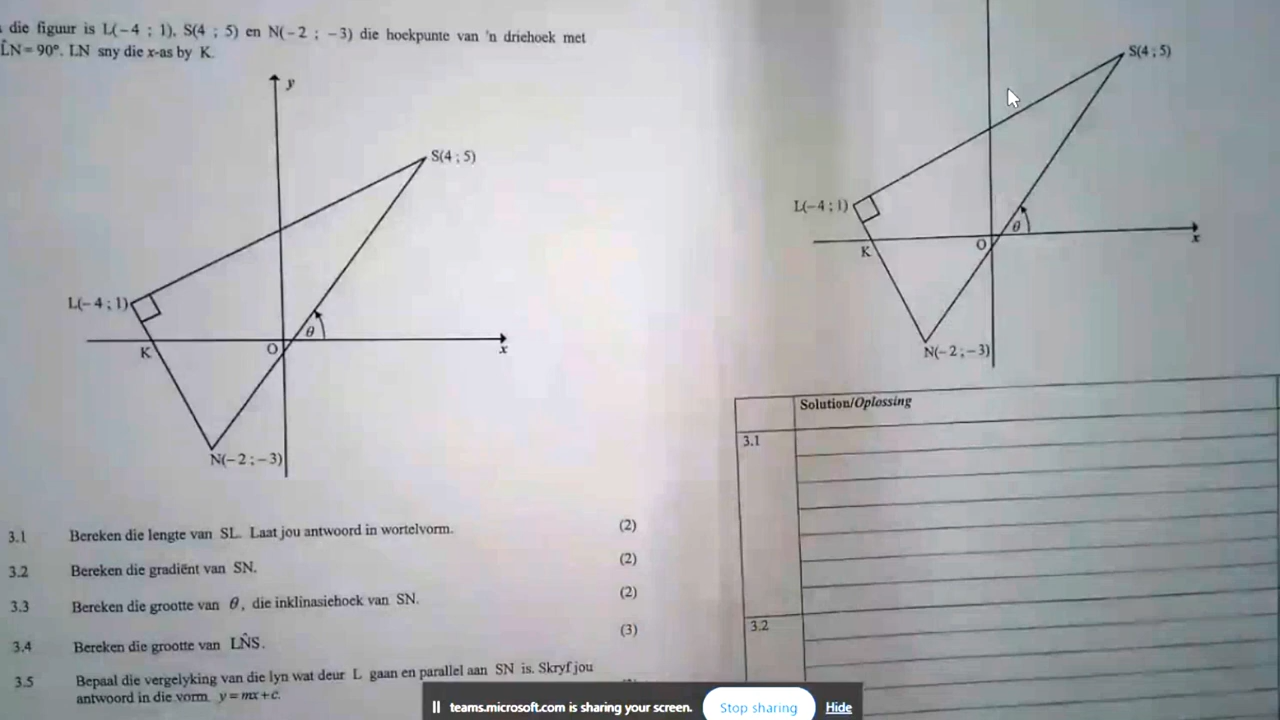 die figuur is L(−4 ; 1), S(4 ; 5) en N(−2 ; −3) die hoekpunte van 'n driehoek met
L̂N = 90°. LN sny die x-as by K.
y
S(4 ; 5)
L(−4 ; 1)
K
O
θ
x
N(−2 ; −3)
3.1 Bereken die lengte van SL. Laat jou antwoord in wortelvorm. (2)
3.2 Bereken die gradiënt van SN. (2)
3.3 Bereken die grootte van θ, die inklinasiehoek van SN. (2)
3.4 Bereken die grootte van LN̂S. (3)
3.5 Bepaal die vergelyking van die lyn wat deur L gaan en parallel aan SN is. Skryf jou
antwoord in die vorm y = mx + c.
S(4 ; 5)
L(−4 ; 1)
K
O
θ
x
N(−2 ; −3)
Solution/Oplossing
3.1
3.2
teams.microsoft.com is sharing your screen. Stop sharing Hide